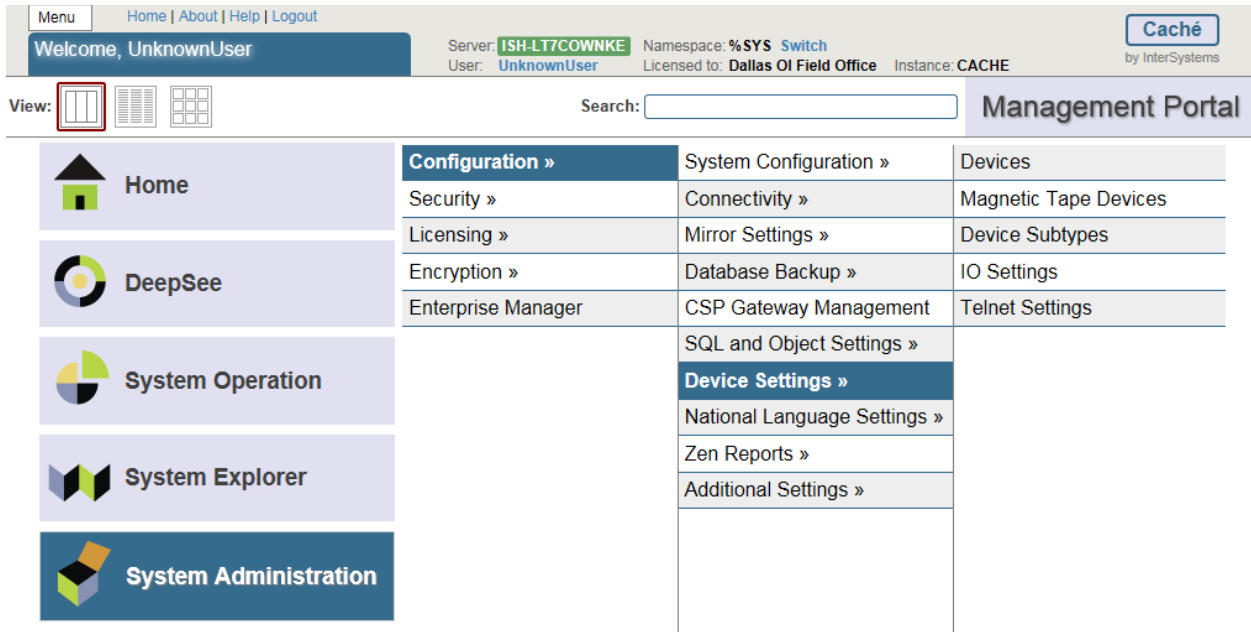 Menu Home | About | Help | Logout
Caché
by InterSystems
Welcome, UnknownUser
Server: ISH-LT7COWNKE Namespace: %SYS Switch
User: UnknownUser Licensed to: Dallas OI Field Office Instance: CACHE
View: Search: Management Portal
Home
DeepSee
System Operation
System Explorer
System Administration
Configuration »
Security »
Licensing »
Encryption »
Enterprise Manager
System Configuration »
Connectivity »
Mirror Settings »
Database Backup »
CSP Gateway Management
SQL and Object Settings »
Device Settings »
National Language Settings »
Zen Reports »
Additional Settings »
Devices
Magnetic Tape Devices
Device Subtypes
IO Settings
Telnet Settings